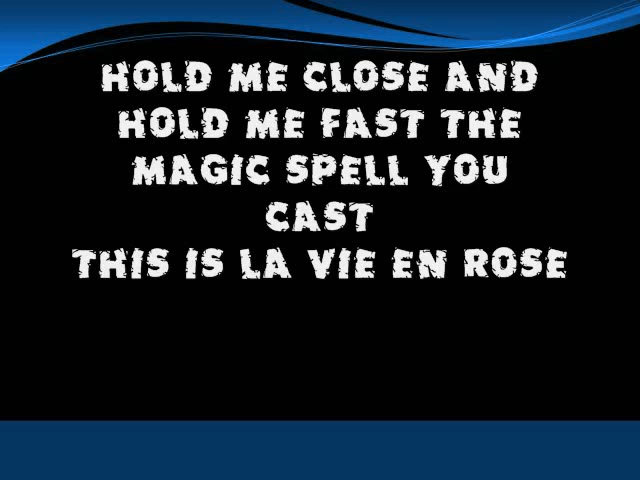 HOLD ME CLOSE AND
HOLD ME FAST THE
MAGIC SPELL YOU
CAST
THIS IS LA VIE EN ROSE